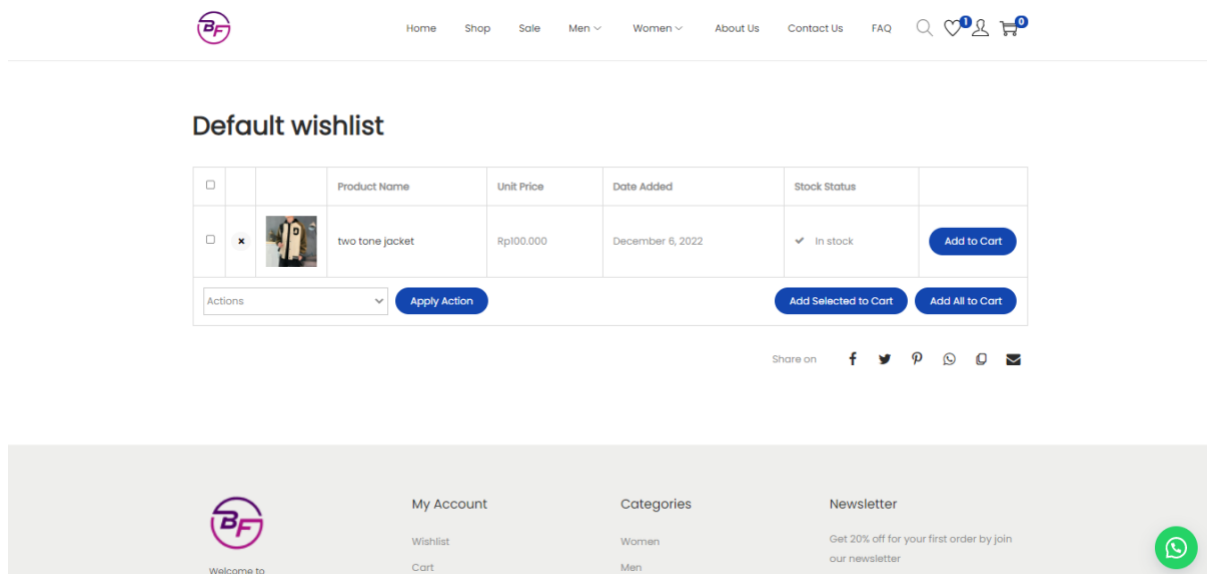 BF
Home Shop Sale Men Women About Us Contact Us FAQ 1 0
Default wishlist
Product Name Unit Price Date Added Stock Status
two tone jacket Rp100.000 December 6, 2022 In stock Add to Cart
Actions Apply Action Add Selected to Cart Add All to Cart
Share on
BF
My Account Categories Newsletter
Wishlist Women Get 20% off for your first order by join
our newsletter
Welcome to Cart Men